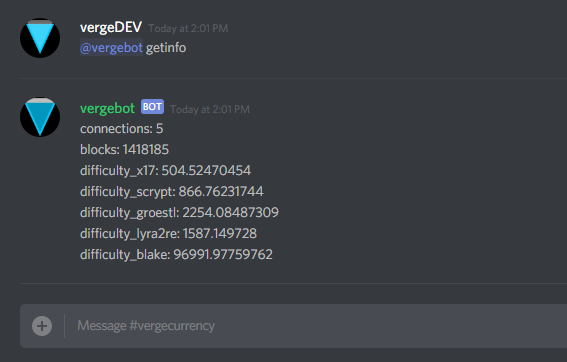 vergeDEV Today at 2:01 PM
@vergebot getinfo
vergebot BOT Today at 2:01 PM
connections: 5
blocks: 1418185
difficulty_x17: 504.52470454
difficulty_scrypt: 866.76231744
difficulty_groestl: 2254.08487309
difficulty_lyra2re: 1587.149728
difficulty_blake: 96991.97759762
Message #vergecurrency